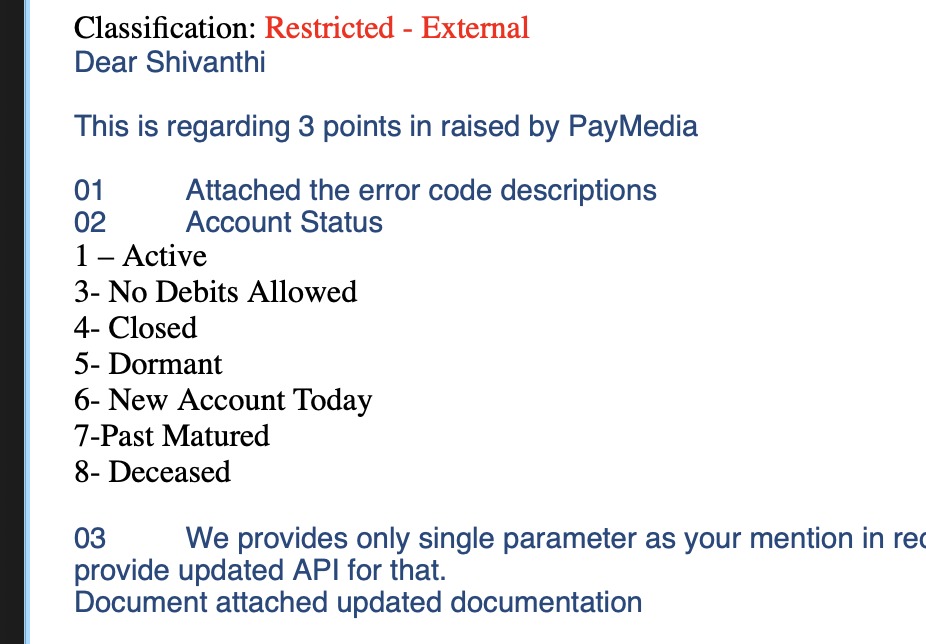 Classification: Restricted - External
Dear Shivanthi
This is regarding 3 points in raised by PayMedia
01 Attached the error code descriptions
02 Account Status
1 – Active
3- No Debits Allowed
4- Closed
5- Dormant
6- New Account Today
7-Past Matured
8- Deceased
03 We provides only single parameter as your mention in
provide updated API for that.
Document attached updated documentation